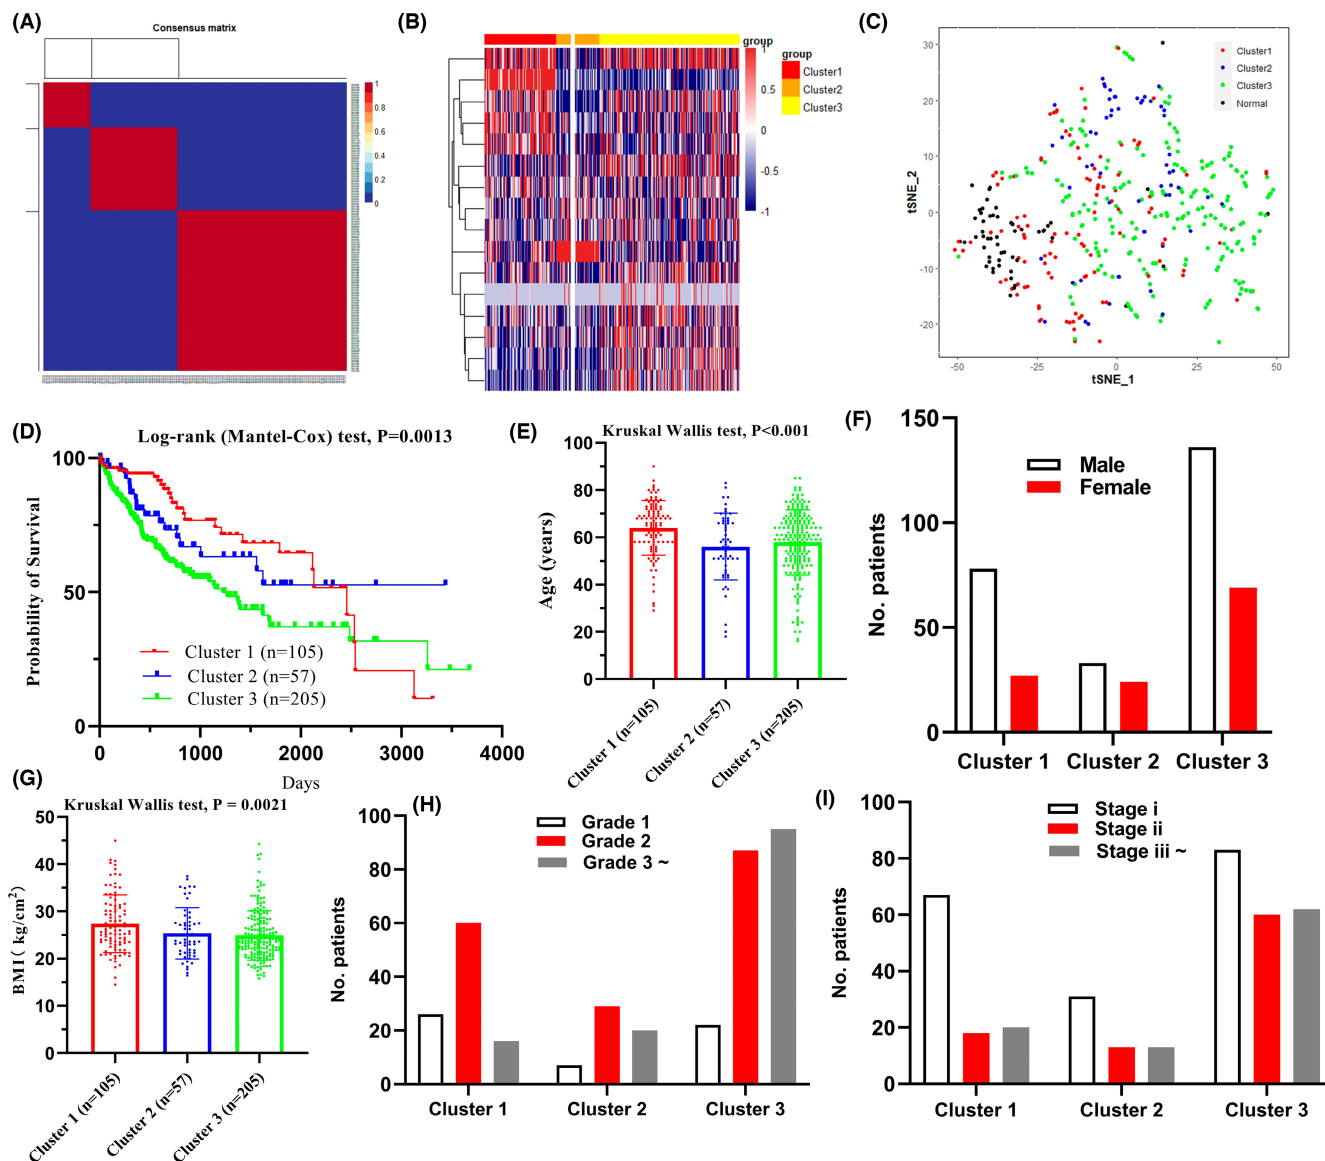 (A)
Consensus matrix
1
0.8
0.6
0.4
0.2
0
(B)
group
1
0.5
0
-0.5
-1
group
Cluster1
Cluster2
Cluster3
(C)
30
20
10
0
-10
-20
tSNE_2
-50
-25
0
25
50
tSNE_1
Cluster1
Cluster2
Cluster3
Normal
(D)
Log-rank (Mantel-Cox) test, P=0.0013
100
50
0
Probability of Survival
Cluster 1 (n=105)
Cluster 2 (n=57)
Cluster 3 (n=205)
0
1000
2000
3000
4000
Days
(E)
Kruskal Wallis test, P<0.001
100
80
60
40
20
0
Age (years)
Cluster 1 (n=105)
Cluster 2 (n=57)
Cluster 3 (n=205)
(F)
150
100
50
0
No. patients
Male
Female
Cluster 1
Cluster 2
Cluster 3
(G)
Kruskal Wallis test, P = 0.0021
50
40
30
20
10
0
BMI( kg/cm²)
Cluster 1 (n=105)
Cluster 2 (n=57)
Cluster 3 (n=205)
(H)
100
80
60
40
20
0
No. patients
Grade 1
Grade 2
Grade 3 ~
Cluster 1
Cluster 2
Cluster 3
(I)
100
80
60
40
20
0
No. patients
Stage i
Stage ii
Stage iii ~
Cluster 1
Cluster 2
Cluster 3